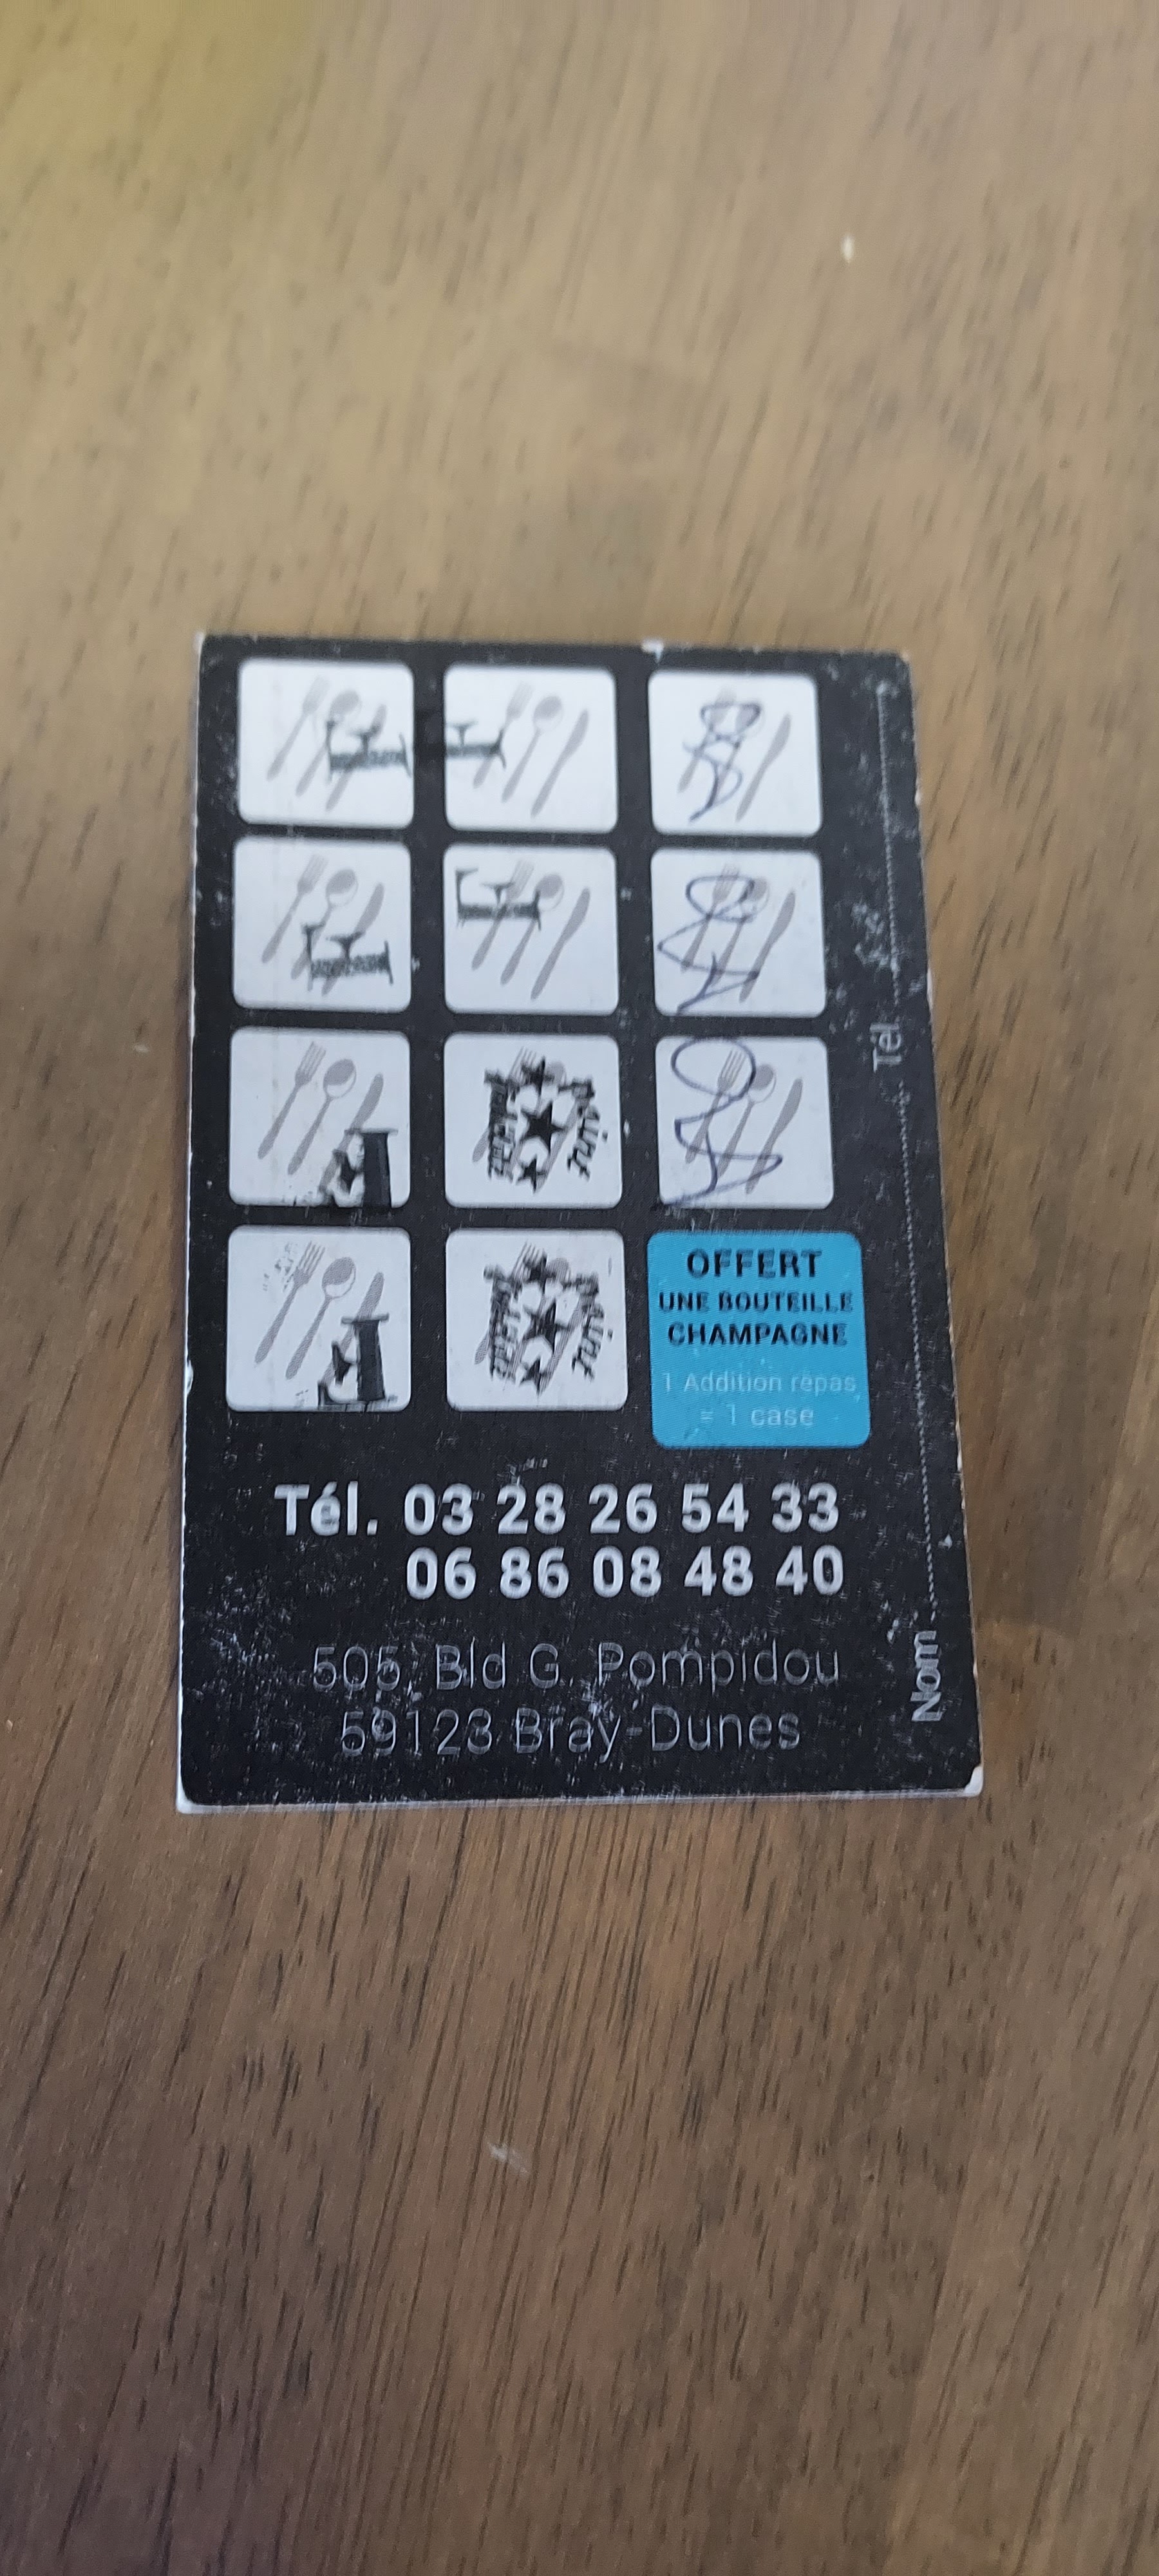 OFFERT
UNE BOUTEILLE
CHAMPAGNE
1 Addition repas
= 1 case
Tél. 03 28 26 54 33
06 86 08 48 40
505, Bld G. Pompidou
59123 Bray-Dunes
Nom
Tél